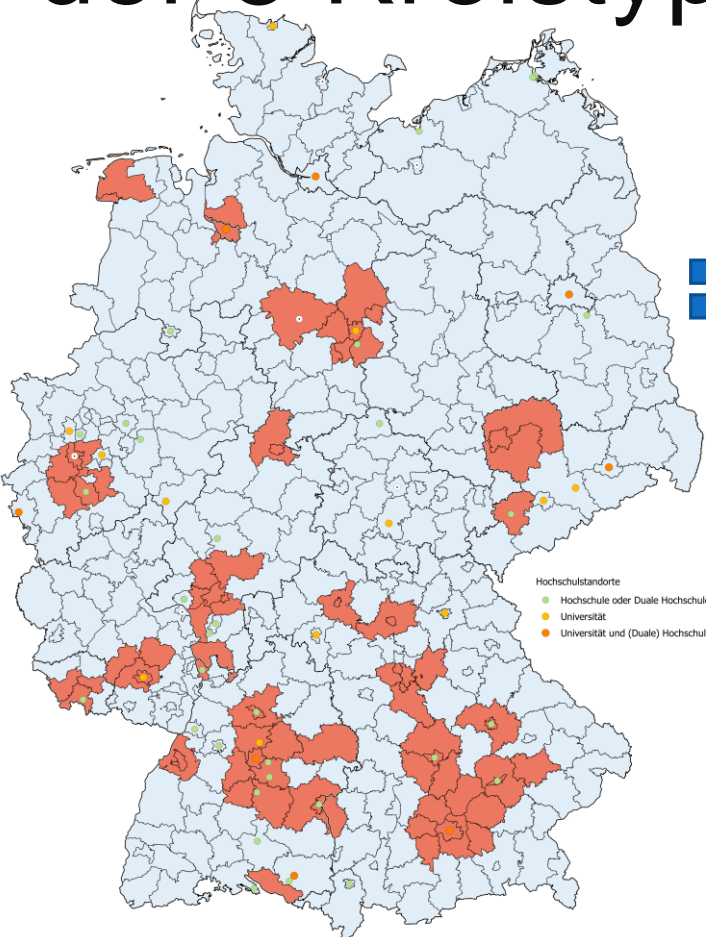 Hochschulstandorte
Hochschule oder Duale Hochschule
Universität
Universität und (Duale) Hochschul